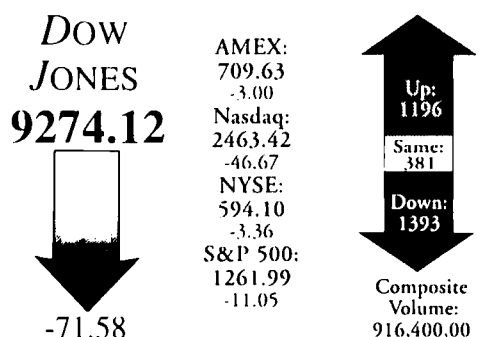 DOW
JONES
9274.12
-71.58
AMEX:
709.63
-3.00
Nasdaq:
2463.42
-46.67
NYSE:
594.10
-3.36
S&P 500:
1261.99
-11.05
Up:
1196
Same:
381
Down:
1393
Composite
Volume:
916,400,00